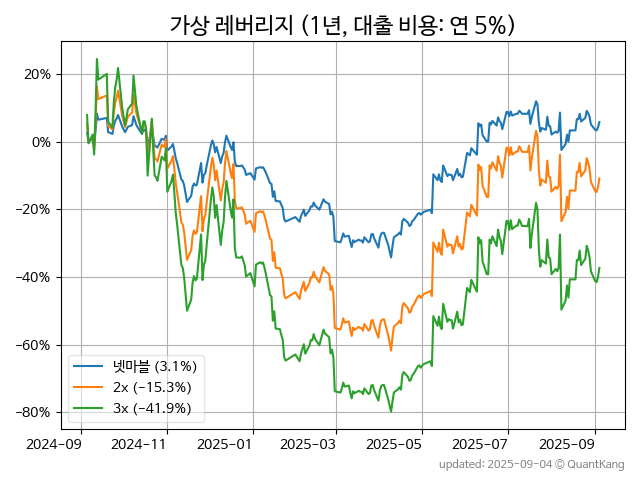 가상 레버리지 (1년, 대출 비용: 연 5%)
20%
0%
−20%
−40%
−60%
−80%
넷마블 (3.1%)
2x (−15.3%)
3x (−41.9%)
2024-09 2024-11 2025-01 2025-03 2025-05 2025-07 2025-09
updated: 2025-09-04 © QuantKang